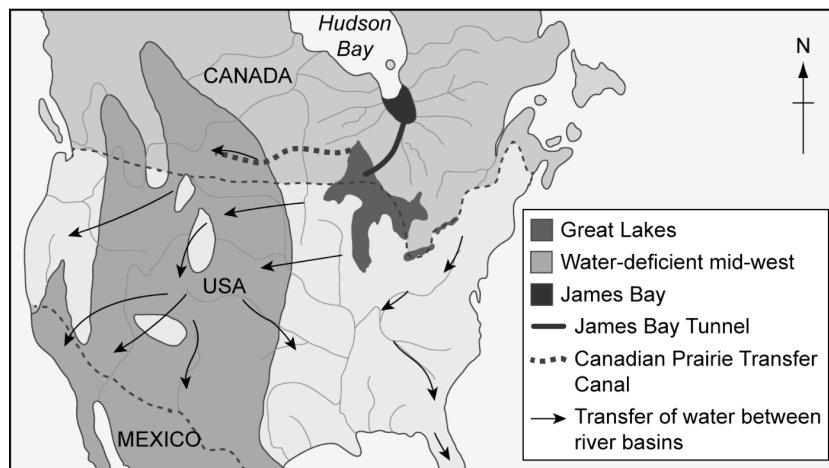 Hudson
Bay
CANADA
N
USA
MEXICO
Great Lakes
Water-deficient mid-west
James Bay
James Bay Tunnel
Canadian Prairie Transfer
Canal
Transfer of water between
river basins